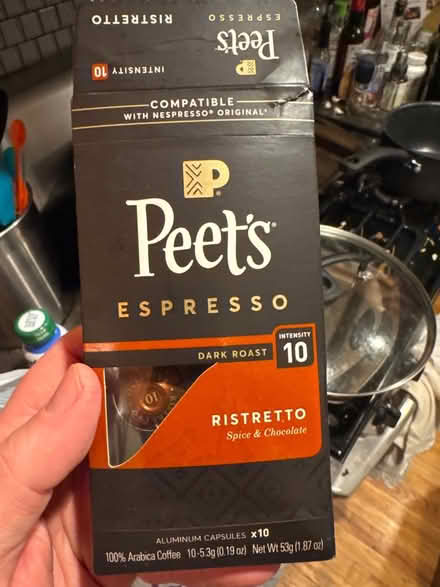 RISTRETTO
ESPRESSO
Peet's
INTENSITY 10
COMPATIBLE
WITH NESPRESSO® ORIGINAL*
P
Peet's®
ESPRESSO
INTENSITY
DARK ROAST 10
RISTRETTO
Spice & Chocolate
10
ALUMINUM CAPSULES x10
100% Arabica Coffee 10-5.3g (0.19 oz) Net Wt 53g (1.87 oz)